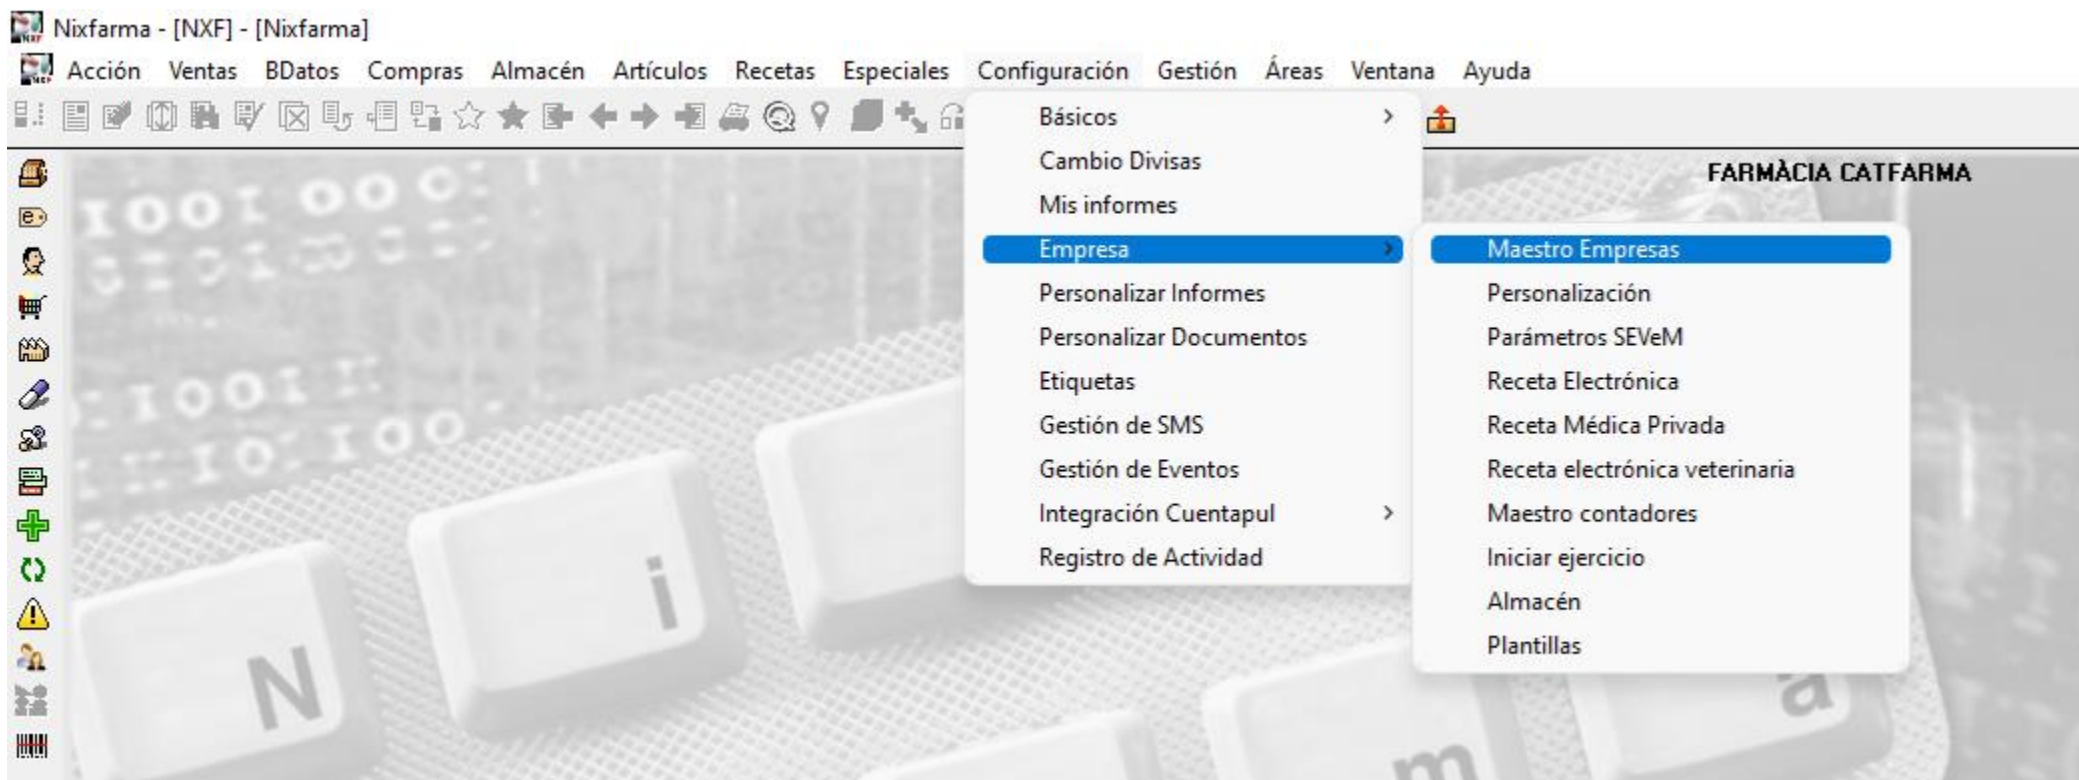 Nixfarma - [NXF] - [Nixfarma]
Acción Ventas BDatos Compras Almacén Artículos Recetas Especiales Configuración Gestión Áreas Ventana Ayuda
FARMÀCIA CATFARMA
Básicos
Cambio Divisas
Mis informes
Empresa
Personalizar Informes
Personalizar Documentos
Etiquetas
Gestión de SMS
Gestión de Eventos
Integración Cuentapul
Registro de Actividad
Maestro Empresas
Personalización
Parámetros SEVeM
Receta Electrónica
Receta Médica Privada
Receta electrónica veterinaria
Maestro contadores
Iniciar ejercicio
Almacén
Plantillas
N i m a